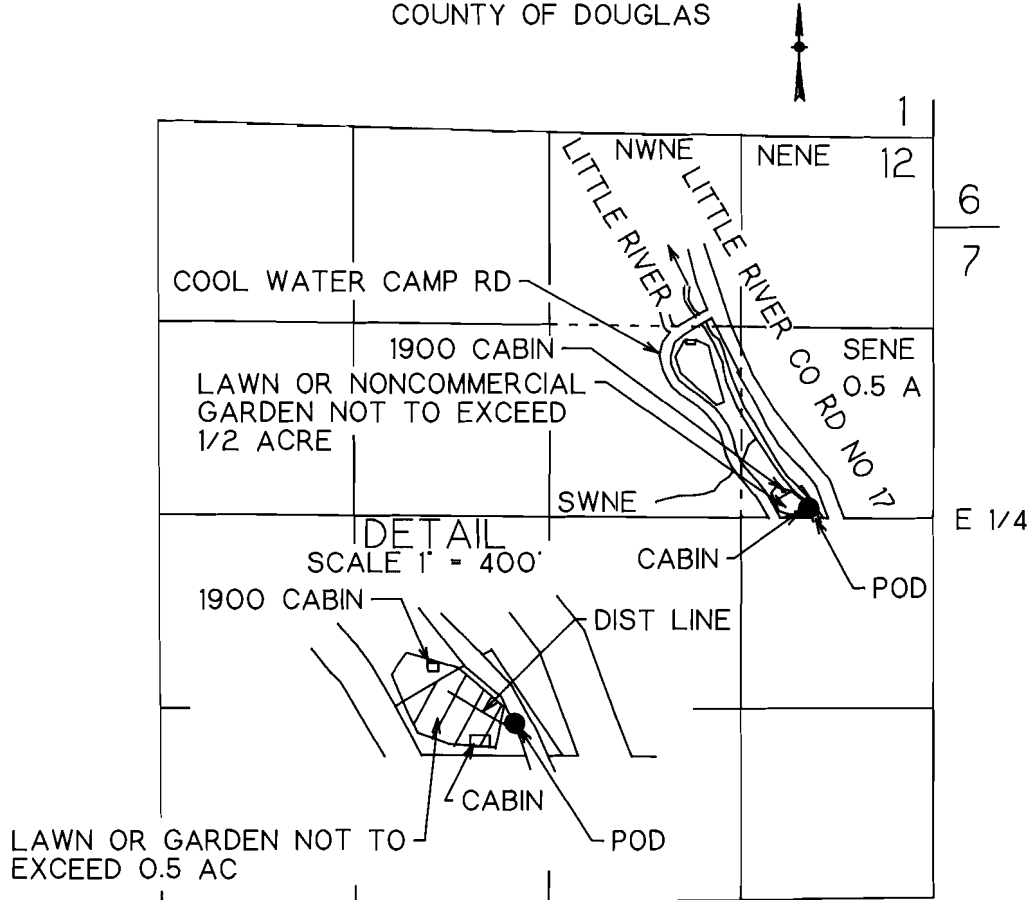 COUNTY OF DOUGLAS
1
NWNE
NENE
12
6
7
LITTLE RIVER
LITTLE RIVER CO RD NO 17
COOL WATER CAMP RD
1900 CABIN
SENE
0.5 A
LAWN OR NONCOMMERCIAL
GARDEN NOT TO EXCEED
1/2 ACRE
SWNE
E 1/4
DETAIL
SCALE 1" = 400'
CABIN
POD
1900 CABIN
DIST LINE
CABIN
POD
LAWN OR GARDEN NOT TO
EXCEED 0.5 AC